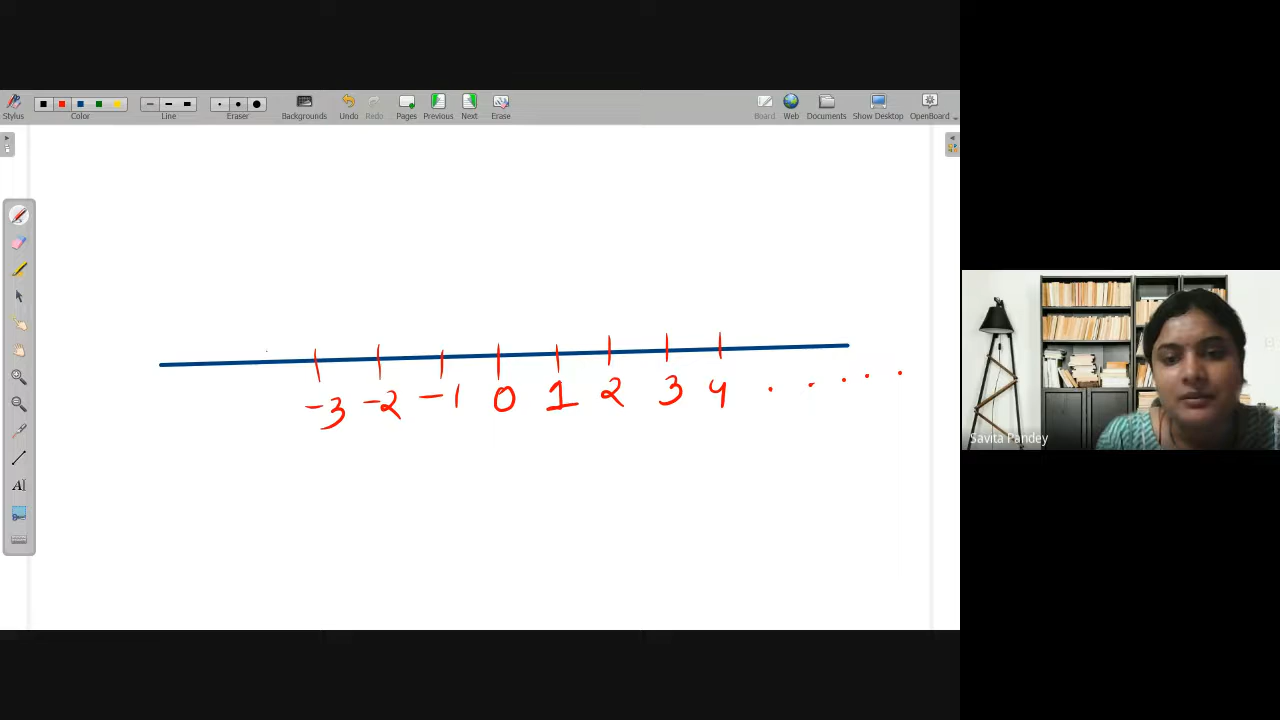 Stylus Color Line Eraser Backgrounds Undo Redo Pages Previous Next Erase Board Web Documents Show Desktop OpenBoard
-3 -2 -1 0 1 2 3 4 . . . . .
Savita Pandey